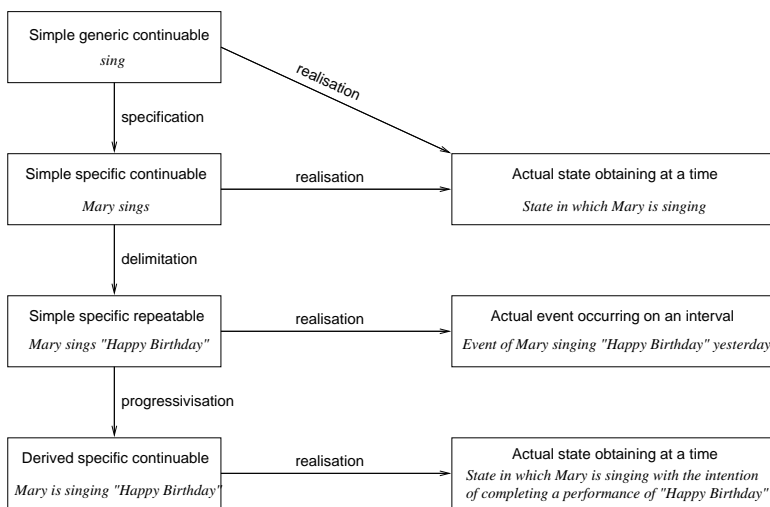 Simple generic continuable
sing
realisation
specification
Simple specific continuable
Mary sings
realisation
Actual state obtaining at a time
State in which Mary is singing
delimitation
Simple specific repeatable
Mary sings "Happy Birthday"
realisation
Actual event occurring on an interval
Event of Mary singing "Happy Birthday" yesterday
progressivisation
Derived specific continuable
Mary is singing "Happy Birthday"
realisation
Actual state obtaining at a time
State in which Mary is singing with the intention
of completing a performance of "Happy Birthday"